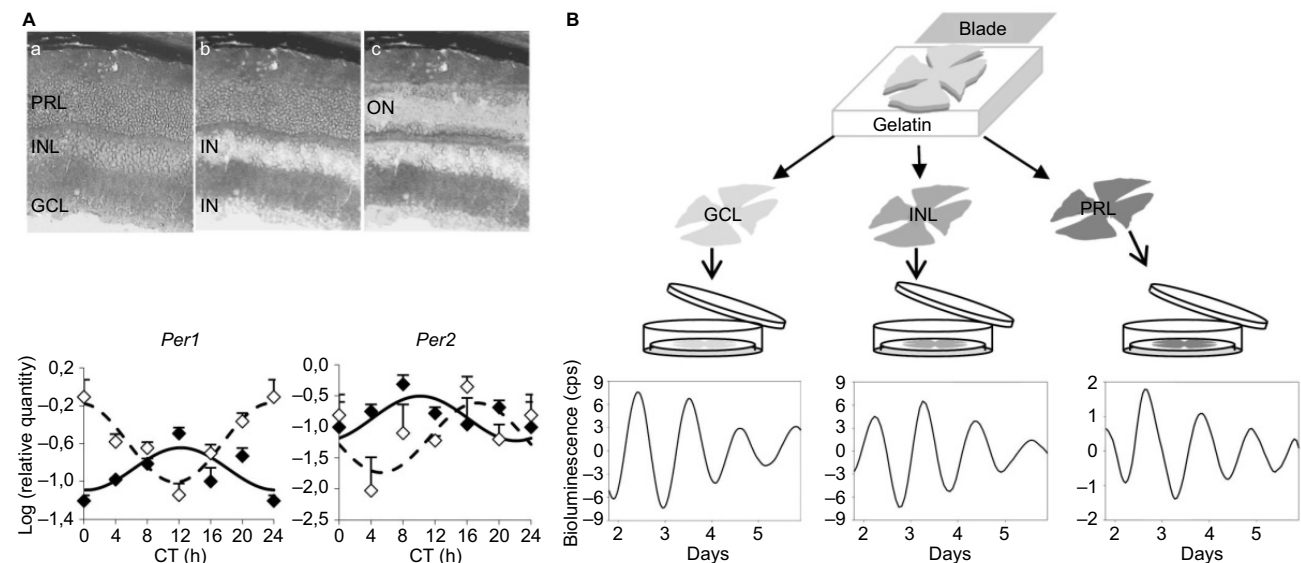 A
a
b
c
PRL
INL
GCL
IN
IN
ON
Per1
Per2
Log (relative quantity)
0,2
–0,2
–0,6
–1,0
–1,4
0 4 8 12 16 20 24
CT (h)
0,0
–0,5
–1,0
–1,5
–2,0
–2,5
0 4 8 12 16 20 24
CT (h)
B
Blade
Gelatin
GCL
INL
PRL
Bioluminescence (cps)
9
6
3
0
–3
–6
–9
2 3 4 5
Days
9
6
3
0
–3
–6
–9
2 3 4 5
Days
2
1
0
–1
–2
2 3 4 5
Days